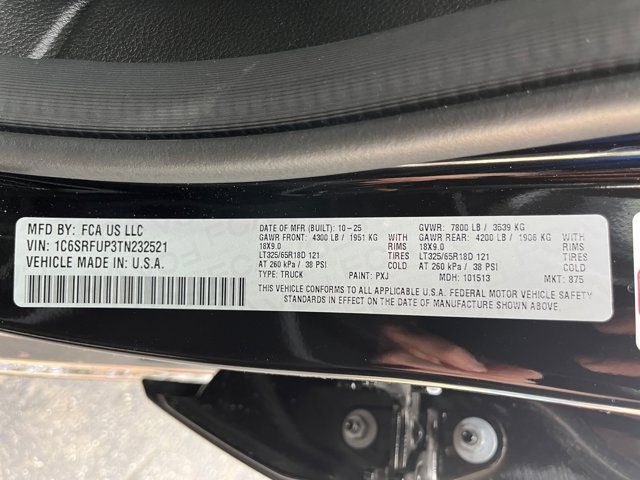 MFD BY: FCA US LLC
VIN: 1C6SRFUP3TN232521
VEHICLE MADE IN: U.S.A.
DATE OF MFR (BUILT): 10-25 GVWR: 7800 LB / 3539 KG
GAWR FRONT: 4300 LB / 1951 KG WITH GAWR REAR: 4200 LB / 1906 KG WITH
18X9.0 RIMS 18X9.0 RIMS
LT325/65R18D 121 TIRES LT325/65R18D 121 TIRES
AT 260 kPa / 38 PSI COLD AT 260 kPa / 38 PSI COLD
TYPE: TRUCK PAINT: PXJ MDH: 101513 MKT: 875
THIS VEHICLE CONFORMS TO ALL APPLICABLE U.S.A. FEDERAL MOTOR VEHICLE SAFETY
STANDARDS IN EFFECT ON THE DATE OF MANUFACTURE SHOWN ABOVE.